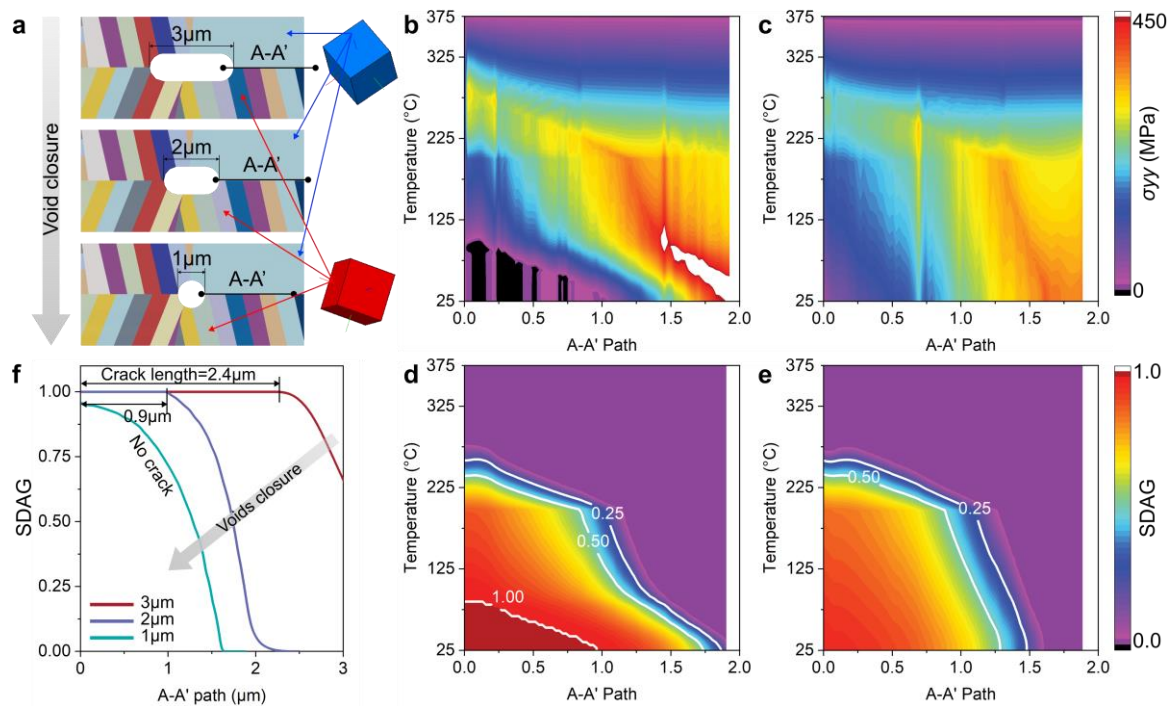 a
3µm
A-A'
2µm
A-A'
1µm
A-A'
Void closure
b
375
325
225
125
25
Temperature (°C)
0.0 0.5 1.0 1.5 2.0
A-A' Path
c
375
325
225
125
25
Temperature (°C)
0.0 0.5 1.0 1.5 2.0
A-A' Path
450
0
σyy (MPa)
f
Crack length=2.4µm
0.9µm
No crack
Voids closure
1.00
0.75
0.50
0.25
0.00
SDAG
3µm
2µm
1µm
0 1 2 3
A-A' path (µm)
d
375
325
225
125
25
Temperature (°C)
0.25
0.50
1.00
0.0 0.5 1.0 1.5 2.0
A-A' Path
e
375
325
225
125
25
Temperature (°C)
0.50
0.25
0.0 0.5 1.0 1.5 2.0
A-A' Path
1.0
0.0
SDAG